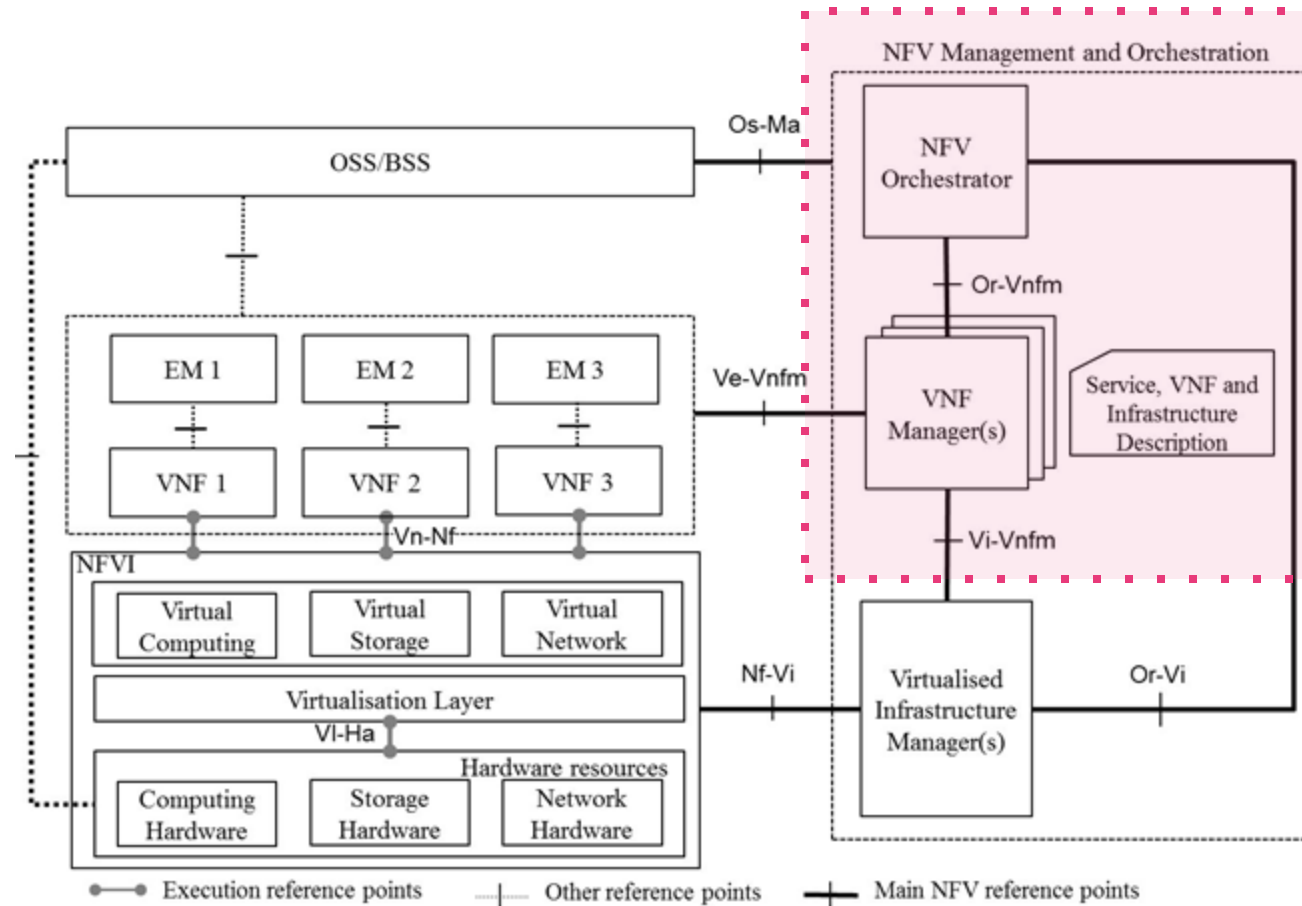 NFV Management and Orchestration
Os-Ma
OSS/BSS
NFV
Orchestrator
Or-Vnfm
EM 1
EM 2
EM 3
Ve-Vnfm
VNF
Manager(s)
Service, VNF and
Infrastructure
Description
VNF 1
VNF 2
VNF 3
Vn-Nf
Vi-Vnfm
NFVI
Virtual
Computing
Virtual
Storage
Virtual
Network
Nf-Vi
Virtualised
Infrastructure
Manager(s)
Or-Vi
Virtualisation Layer
Vl-Ha
Hardware resources
Computing
Hardware
Storage
Hardware
Network
Hardware
Execution reference points
Other reference points
Main NFV reference points